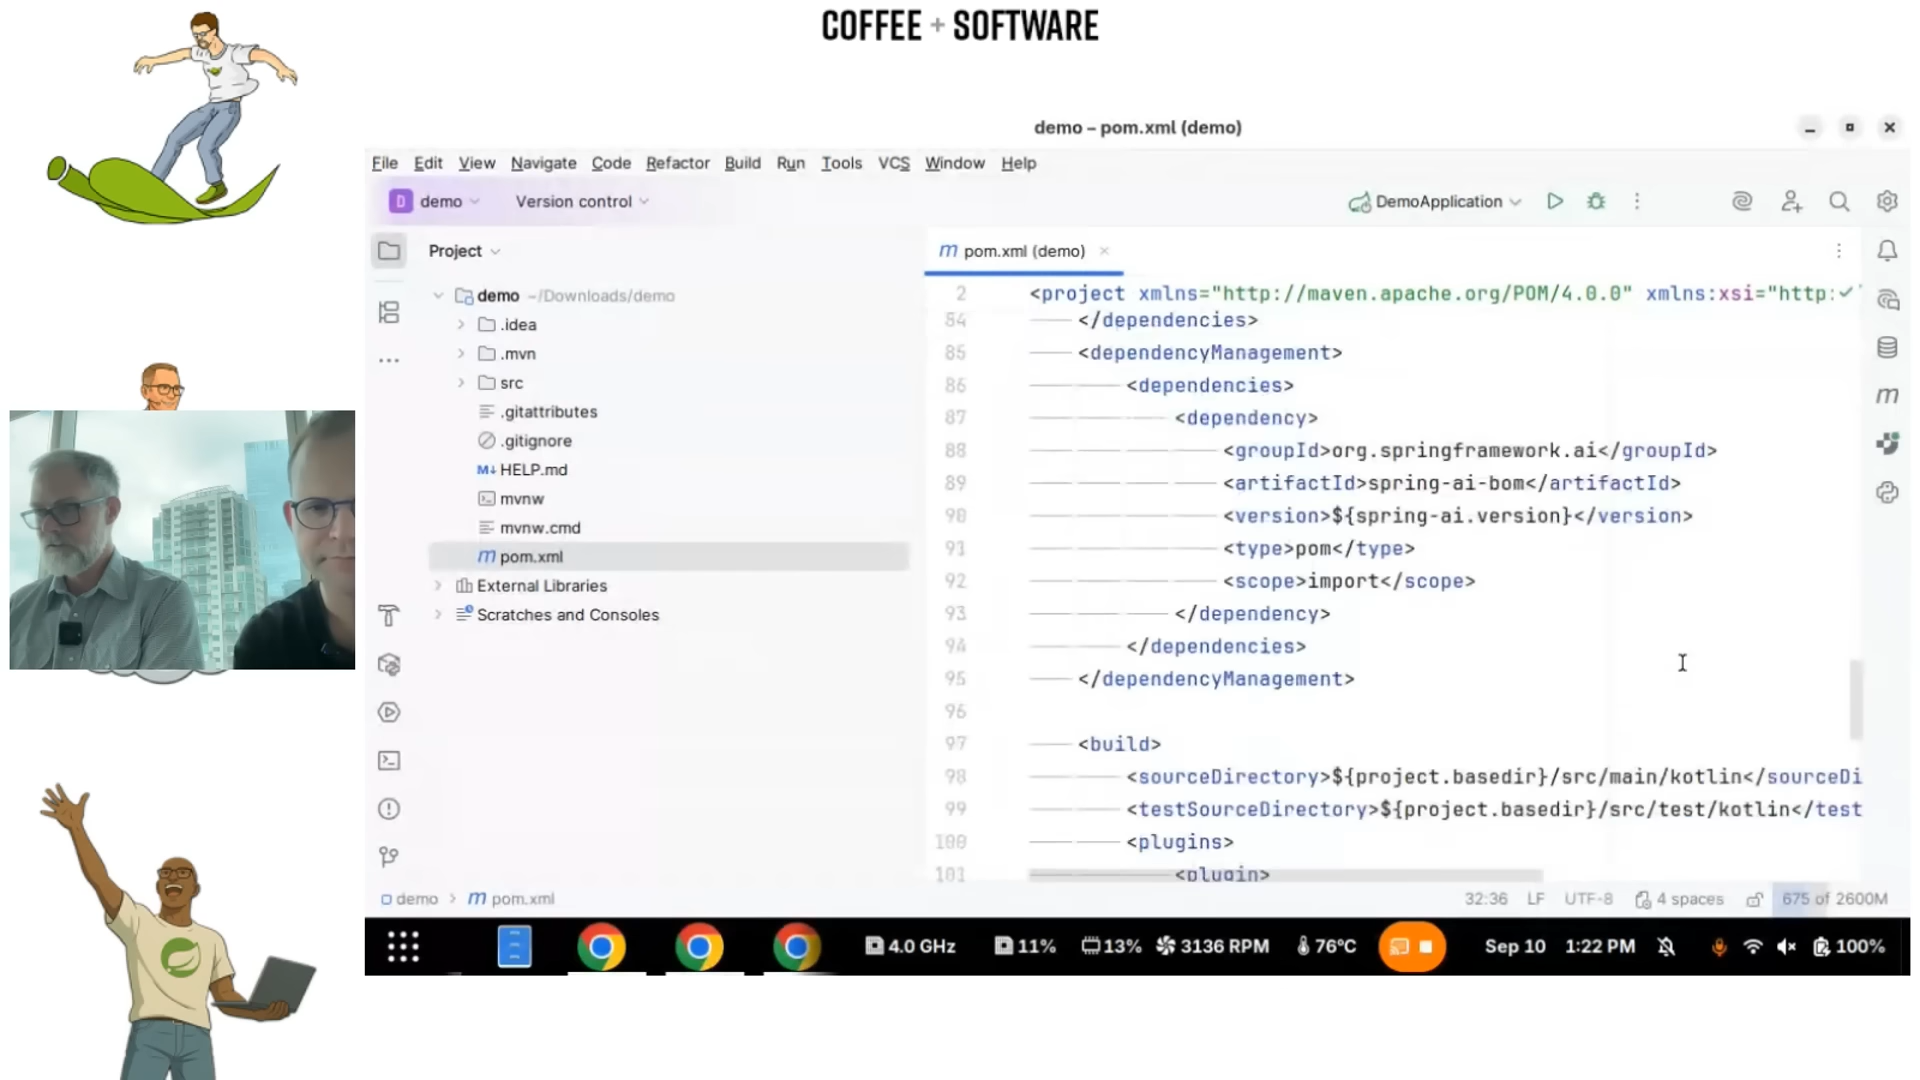 COFFEE + SOFTWARE
demo – pom.xml (demo)
File Edit View Navigate Code Refactor Build Run Tools VCS Window Help
D demo Version control DemoApplication
Project
pom.xml (demo)
demo ~/Downloads/demo
.idea
.mvn
src
.gitattributes
.gitignore
M↓ HELP.md
mvnw
mvnw.cmd
m pom.xml
External Libraries
Scratches and Consoles
2 <project xmlns="http://maven.apache.org/POM/4.0.0" xmlns:xsi="http:
84 </dependencies>
85 <dependencyManagement>
86 <dependencies>
87 <dependency>
88 <groupId>org.springframework.ai</groupId>
89 <artifactId>spring-ai-bom</artifactId>
90 <version>${spring-ai.version}</version>
91 <type>pom</type>
92 <scope>import</scope>
93 </dependency>
94 </dependencies>
95 </dependencyManagement>
96
97 <build>
98 <sourceDirectory>${project.basedir}/src/main/kotlin</sourceDi
99 <testSourceDirectory>${project.basedir}/src/test/kotlin</test
100 <plugins>
101 <plugin>
demo > m pom.xml 32:36 LF UTF-8 4 spaces 675 of 2600M
4.0 GHz 11% 13% 3136 RPM 76°C Sep 10 1:22 PM 100%